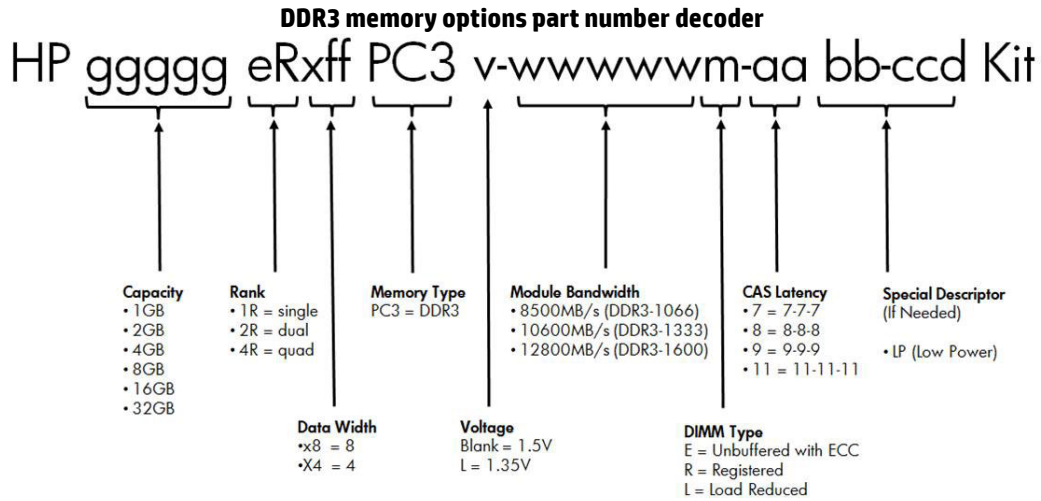 DDR3 memory options part number decoder
HP ggggg eRxff PC3 v-wwwwwm-aa bb-ccd Kit
Capacity
• 1GB
• 2GB
• 4GB
• 8GB
• 16GB
• 32GB
Rank
• 1R = single
• 2R = dual
• 4R = quad
Memory Type
PC3 = DDR3
Module Bandwidth
• 8500MB/s (DDR3-1066)
• 10600MB/s (DDR3-1333)
• 12800MB/s (DDR3-1600)
CAS Latency
• 7 = 7-7-7
• 8 = 8-8-8
• 9 = 9-9-9
• 11 = 11-11-11
Special Descriptor
(If Needed)
• LP (Low Power)
Data Width
•x8 = 8
•X4 = 4
Voltage
Blank = 1.5V
L = 1.35V
DIMM Type
E = Unbuffered with ECC
R = Registered
L = Load Reduced